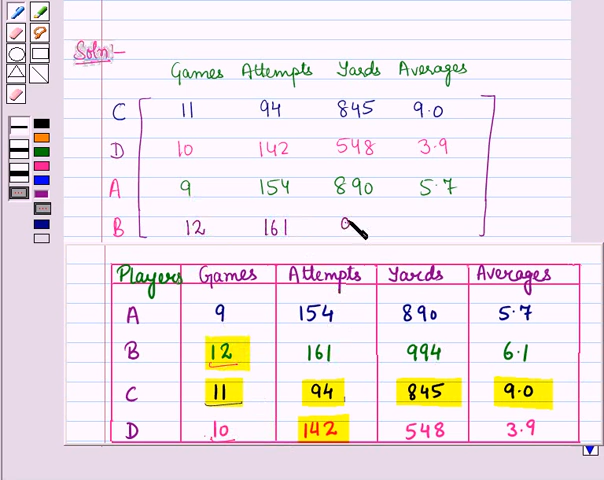 Soln:-
Games Attempts Yards Averages
C 11 94 845 9.0
D 10 142 548 3.9
A 9 154 890 5.7
B 12 161
Players Games Attempts Yards Averages
A 9 154 890 5.7
B 12 161 994 6.1
C 11 94 845 9.0
D 10 142 548 3.9